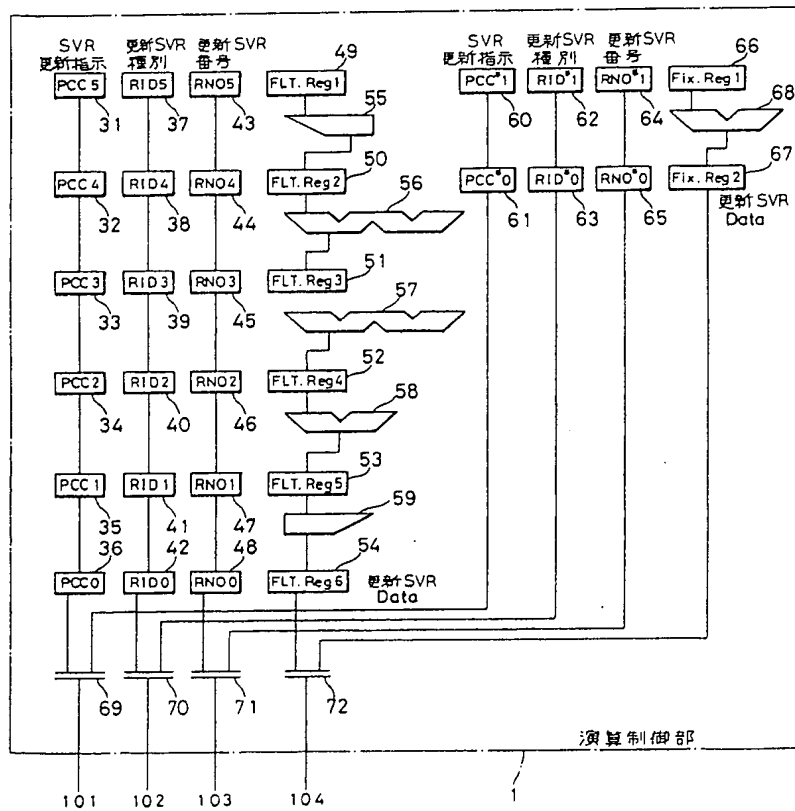 SVR 更新指示
更新SVR 種別
更新SVR 番号
49
SVR 更新指示
更新SVR 種別
更新SVR 番号
66
PCC5
RID5
RNO5
FLT. Reg1
PCC*1
RID*1
RNO*1
Fix. Reg1
31
37
43
55
60
62
64
68
50
67
PCC4
RID4
RNO4
FLT. Reg2
PCC*0
RID*0
RNO*0
Fix. Reg2
32
38
44
56
61
63
65
更新SVR Data
51
PCC3
RID3
RNO3
FLT. Reg3
33
39
45
57
52
PCC2
RID2
RNO2
FLT. Reg4
34
40
46
58
53
PCC1
RID1
RNO1
FLT. Reg5
35
41
47
59
36
42
48
54
PCC0
RID0
RNO0
FLT. Reg6
更新SVR Data
69
70
71
72
演算制御部
101
102
103
104
1